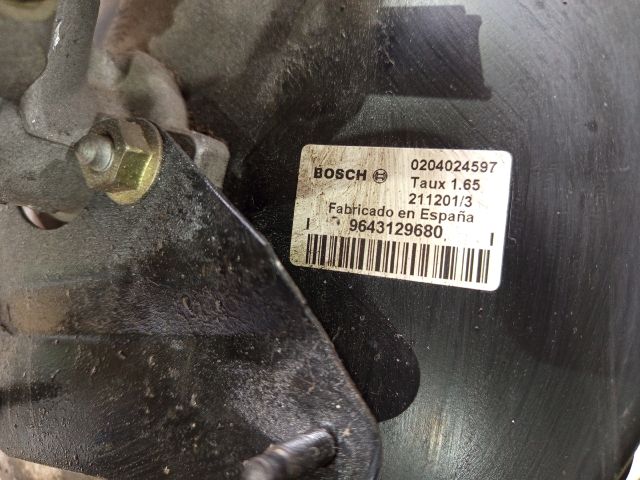 BOSCH
0204024597
Taux 1.65
211201/3
Fabricado en España
9643129680